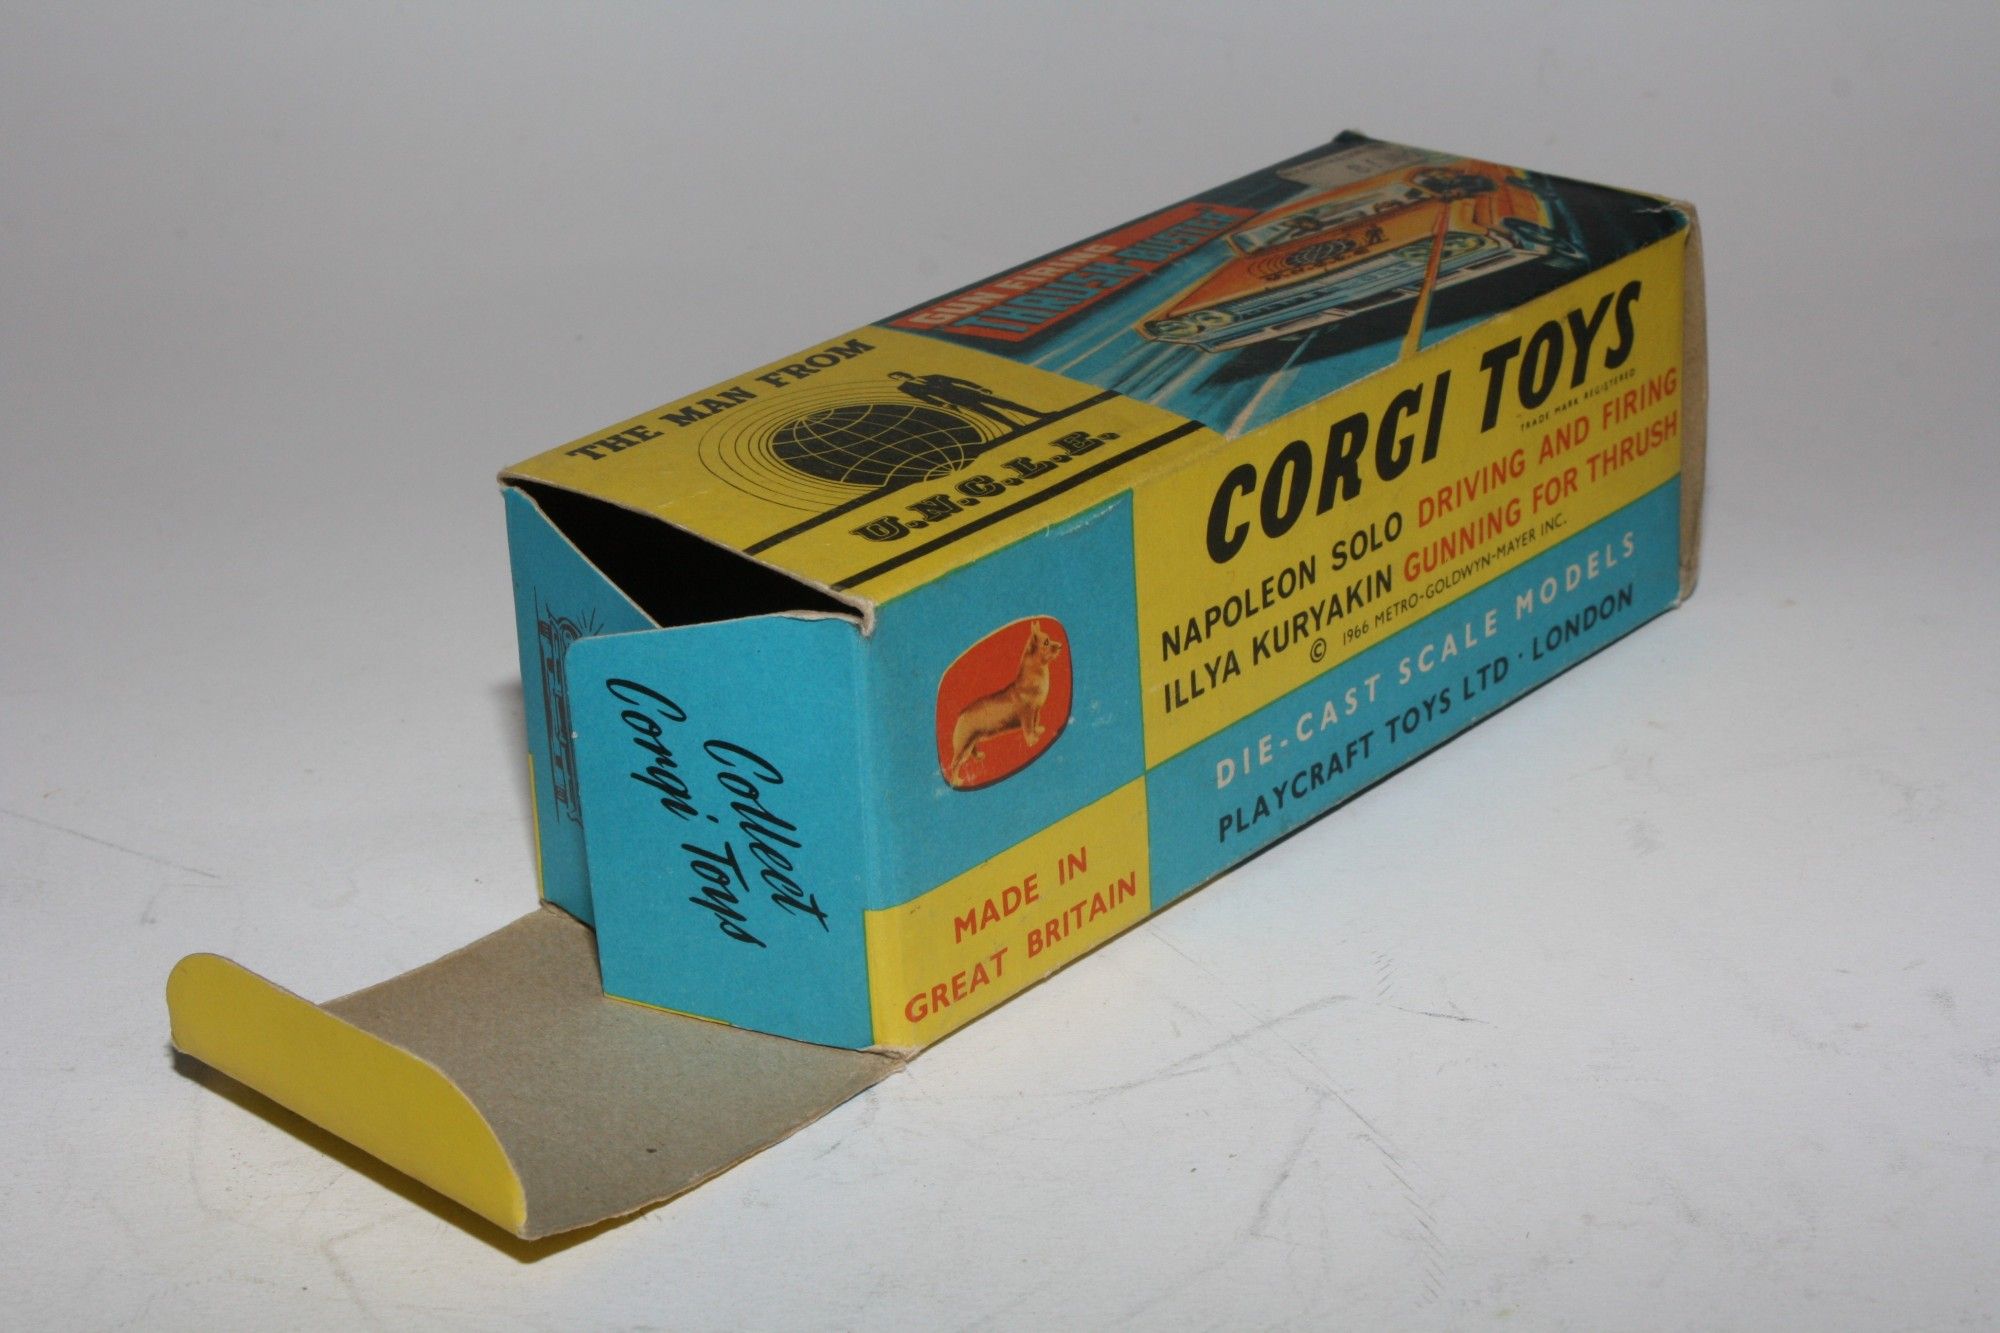 THE MAN FROM
U.N.C.L.E.
GUN FIRING
THRUSH-BUSTER
CORGI TOYS
TRADE MARK REGISTERED
NAPOLEON SOLO DRIVING AND FIRING
ILLYA KURYAKIN GUNNING FOR THRUSH
© 1966 METRO-GOLDWYN-MAYER INC.
DIE-CAST SCALE MODELS
PLAYCRAFT TOYS LTD · LONDON
MADE IN
GREAT BRITAIN
Collect
Corgi Toys